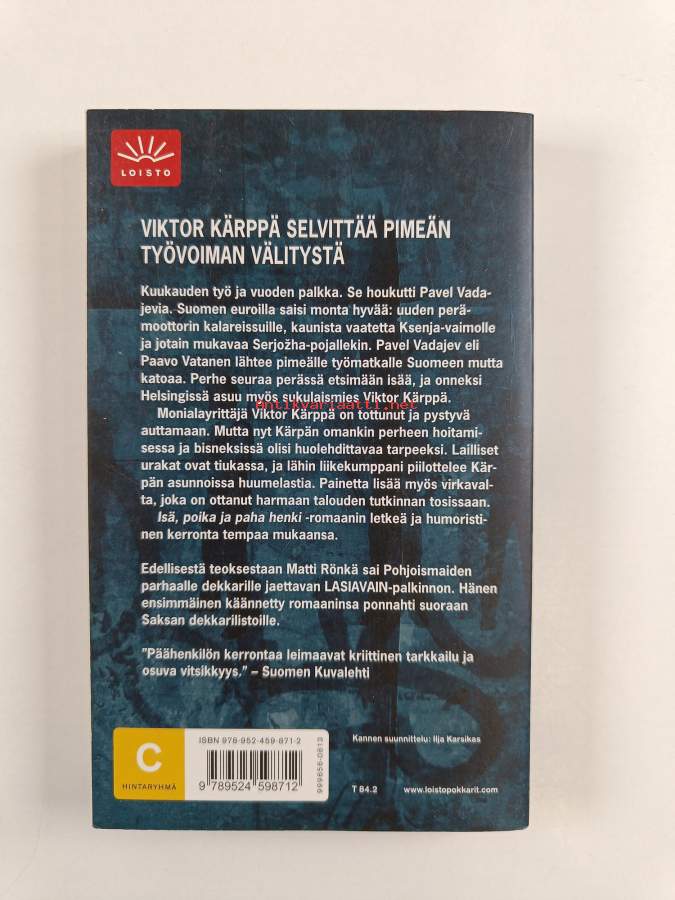 LOISTO
VIKTOR KÄRPPÄ SELVITTÄÄ PIMEÄN
TYÖVOIMAN VÄLITYSTÄ
Kuukauden työ ja vuoden palkka. Se houkutti Pavel Vada-
jevia. Suomen euroilla saisi monta hyvää: uuden perä-
moottorin kalareissuille, kaunista vaatetta Ksenja-vaimolle
ja jotain mukavaa Serjožha-pojallekin. Pavel Vadajev eli
Paavo Vatanen lähtee pimeälle työmatkalle Suomeen mutta
katoaa. Perhe seuraa perässä etsimään isää, ja onneksi
Helsingissä asuu myös sukulaismies Viktor Kärppä.
Antikvariaatti.net
Monialayrittäjä Viktor Kärppä on tottunut ja pystyvä
auttamaan. Mutta nyt Kärpän omankin perheen hoitami-
sessa ja bisneksissä olisi huolehdittavaa tarpeeksi. Lailliset
urakat ovat tiukassa, ja lähin liikekumppani piilottelee Kär-
pän asunnoissa huumelastia. Painetta lisää myös virkaval-
ta, joka on ottanut harmaan talouden tutkinnan tosissaan.
Isä, poika ja paha henki -romaanin letkeä ja humoristi-
nen kerronta tempaa mukaansa.
Edellisestä teoksestaan Matti Rönkä sai Pohjoismaiden
parhaalle dekkarille jaettavan LASIAVAIN-palkinnon. Hänen
ensimmäinen käännetty romaaninsa ponnahti suoraan
Saksan dekkarilistoille.
"Päähenkilön kerrontaa leimaavat kriittinen tarkkailu ja
osuva vitsikkyys." – Suomen Kuvalehti
C
HINTARYHMÄ
ISBN 978-952-459-871-2
9 789524 598712
999656-0813
Kannen suunnittelu: Ilja Karsikas
T 84.2
www.loistopokkarit.com